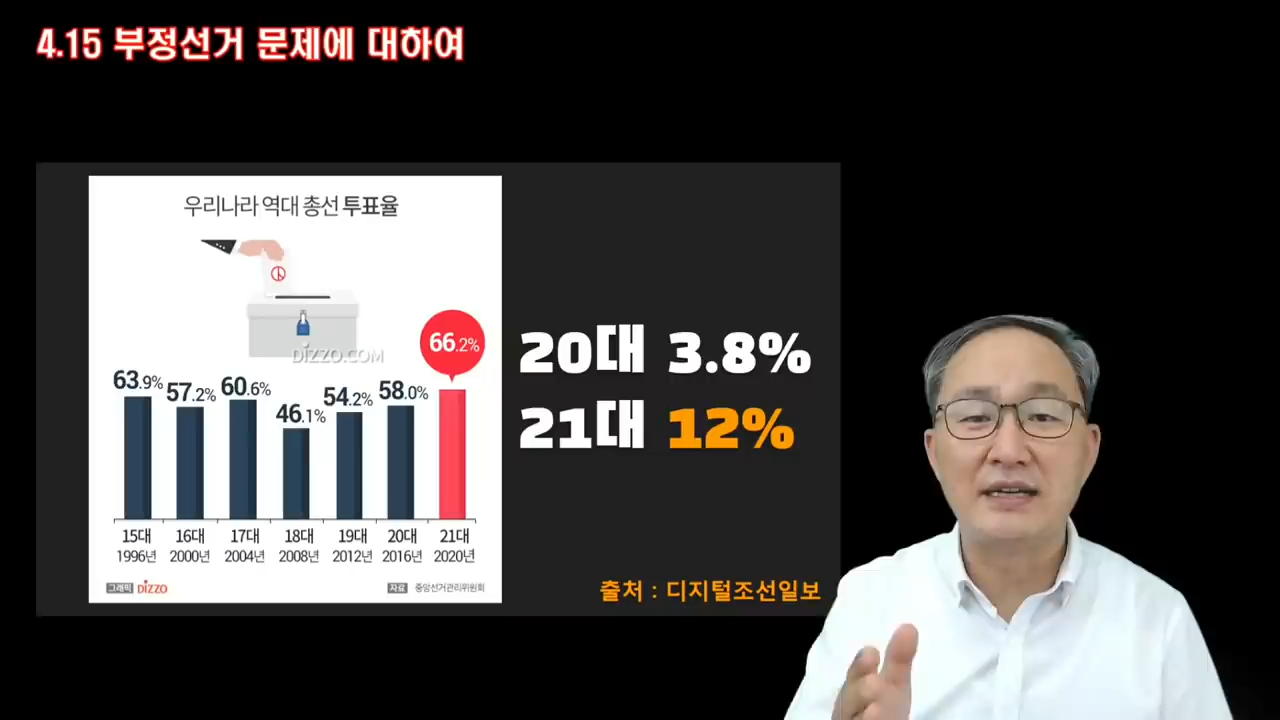 4.15 부정선거 문제에 대하여
우리나라 역대 총선 투표율
DIZZO.COM
63.9%
57.2%
60.6%
46.1%
54.2%
58.0%
66.2%
15대
1996년
16대
2000년
17대
2004년
18대
2008년
19대
2012년
20대
2016년
21대
2020년
그래픽 DIZZO
자료 중앙선거관리위원회
20대 3.8%
21대 12%
출처 : 디지털조선일보